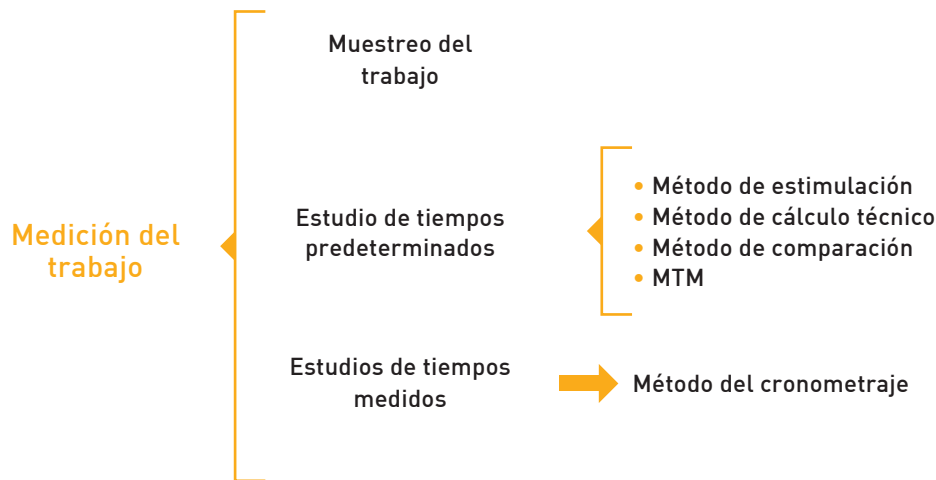 Medición del
trabajo
Muestreo del
trabajo
Estudio de tiempos
predeterminados
• Método de estimulación
• Método de cálculo técnico
• Método de comparación
• MTM
Estudios de tiempos
medidos
Método del cronometraje